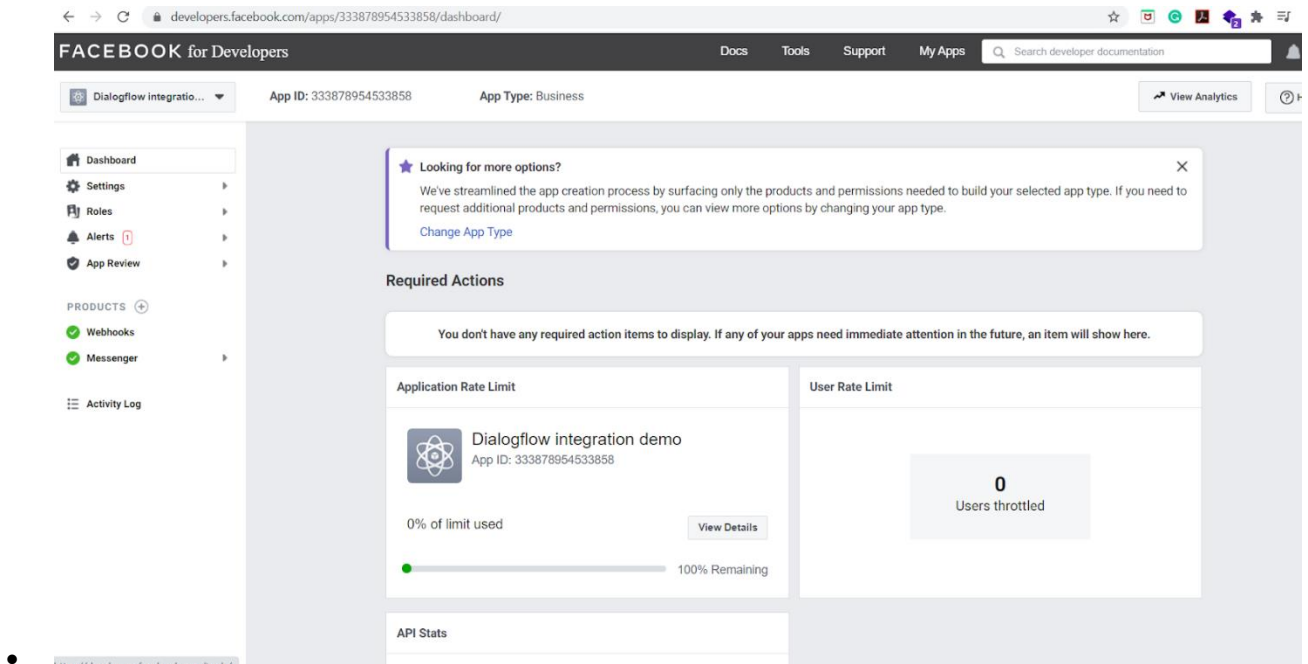 developers.facebook.com/apps/333878954533858/dashboard/
2
FACEBOOK for Developers
Docs
Tools
Support
My Apps
Search developer documentation
Dialogflow integratio...
App ID: 333878954533858
App Type: Business
View Analytics
Dashboard
Settings
Roles
Alerts 1
App Review
PRODUCTS
Webhooks
Messenger
Activity Log
Looking for more options?
We've streamlined the app creation process by surfacing only the products and permissions needed to build your selected app type. If you need to
request additional products and permissions, you can view more options by changing your app type.
Change App Type
Required Actions
You don't have any required action items to display. If any of your apps need immediate attention in the future, an item will show here.
Application Rate Limit
Dialogflow integration demo
App ID: 333878954533858
0% of limit used
View Details
100% Remaining
User Rate Limit
0
Users throttled
API Stats